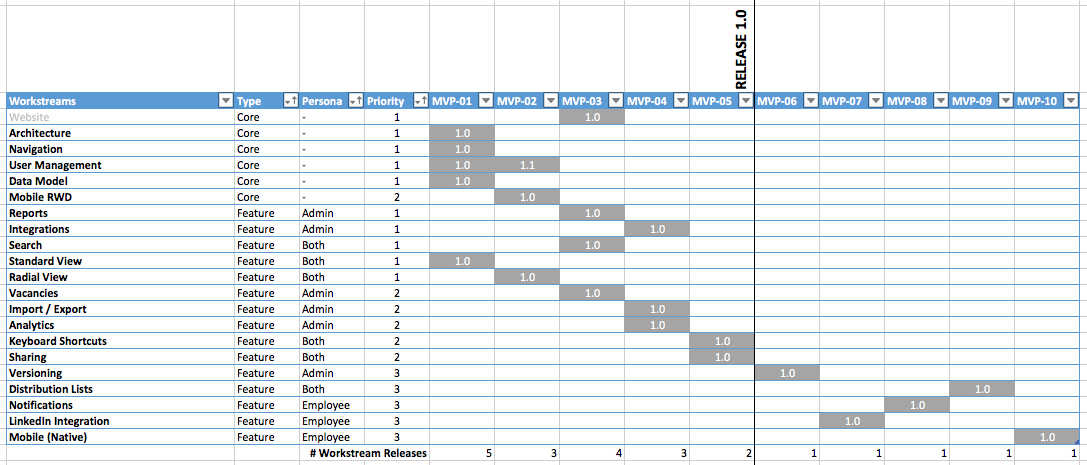 RELEASE 1.0
Workstreams Type Persona Priority MVP-01 MVP-02 MVP-03 MVP-04 MVP-05 MVP-06 MVP-07 MVP-08 MVP-09 MVP-10
Website Core - 1 1.0
Architecture Core - 1 1.0
Navigation Core - 1 1.0
User Management Core - 1 1.0 1.1
Data Model Core - 1 1.0
Mobile RWD Core - 2 1.0
Reports Feature Admin 1 1.0
Integrations Feature Admin 1 1.0
Search Feature Both 1 1.0
Standard View Feature Both 1 1.0
Radial View Feature Both 1 1.0
Vacancies Feature Admin 2 1.0
Import / Export Feature Admin 2 1.0
Analytics Feature Admin 2 1.0
Keyboard Shortcuts Feature Both 2 1.0
Sharing Feature Both 2 1.0
Versioning Feature Admin 3 1.0
Distribution Lists Feature Both 3 1.0
Notifications Feature Employee 3 1.0
LinkedIn Integration Feature Employee 3 1.0
Mobile (Native) Feature Employee 3 1.0
# Workstream Releases 5 3 4 3 2 1 1 1 1 1